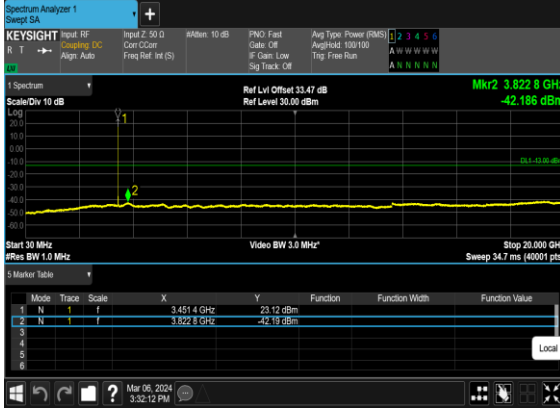 Spectrum Analyzer 1
Swept SA
+
KEYSIGHT Input: RF Input Z: 50 Ω #Atten: 10 dB PNO: Fast Avg Type: Power (RMS) 1 2 3 4 5 6
R T Coupling: DC Corr CCorr Gate: Off Avg|Hold: 100/100 A W W W W W
Align: Auto Freq Ref: Int (S) IF Gain: Low Trig: Free Run
Sig Track: Off A N N N N N
1 Spectrum
Ref Lvl Offset 33.47 dB Mkr2 3.822 8 GHz
Scale/Div 10 dB Ref Level 30.00 dBm -42.186 dBm
Log
20.0
1
10.0
0.00
-10.0
DL1 -13.00 dBm
-20.0
-30.0
2
-40.0
-50.0
-60.0
Start 30 MHz Video BW 3.0 MHz* Stop 20.000 GH
#Res BW 1.0 MHz Sweep 34.7 ms (40001 pts
5 Marker Table
Mode Trace Scale X Y Function Function Width Function Value
1 N 1 f 3.451 4 GHz 23.12 dBm
2 N 1 f 3.822 8 GHz -42.19 dBm
3
4
5
6
Local
? Mar 06, 2024
3:32:12 PM